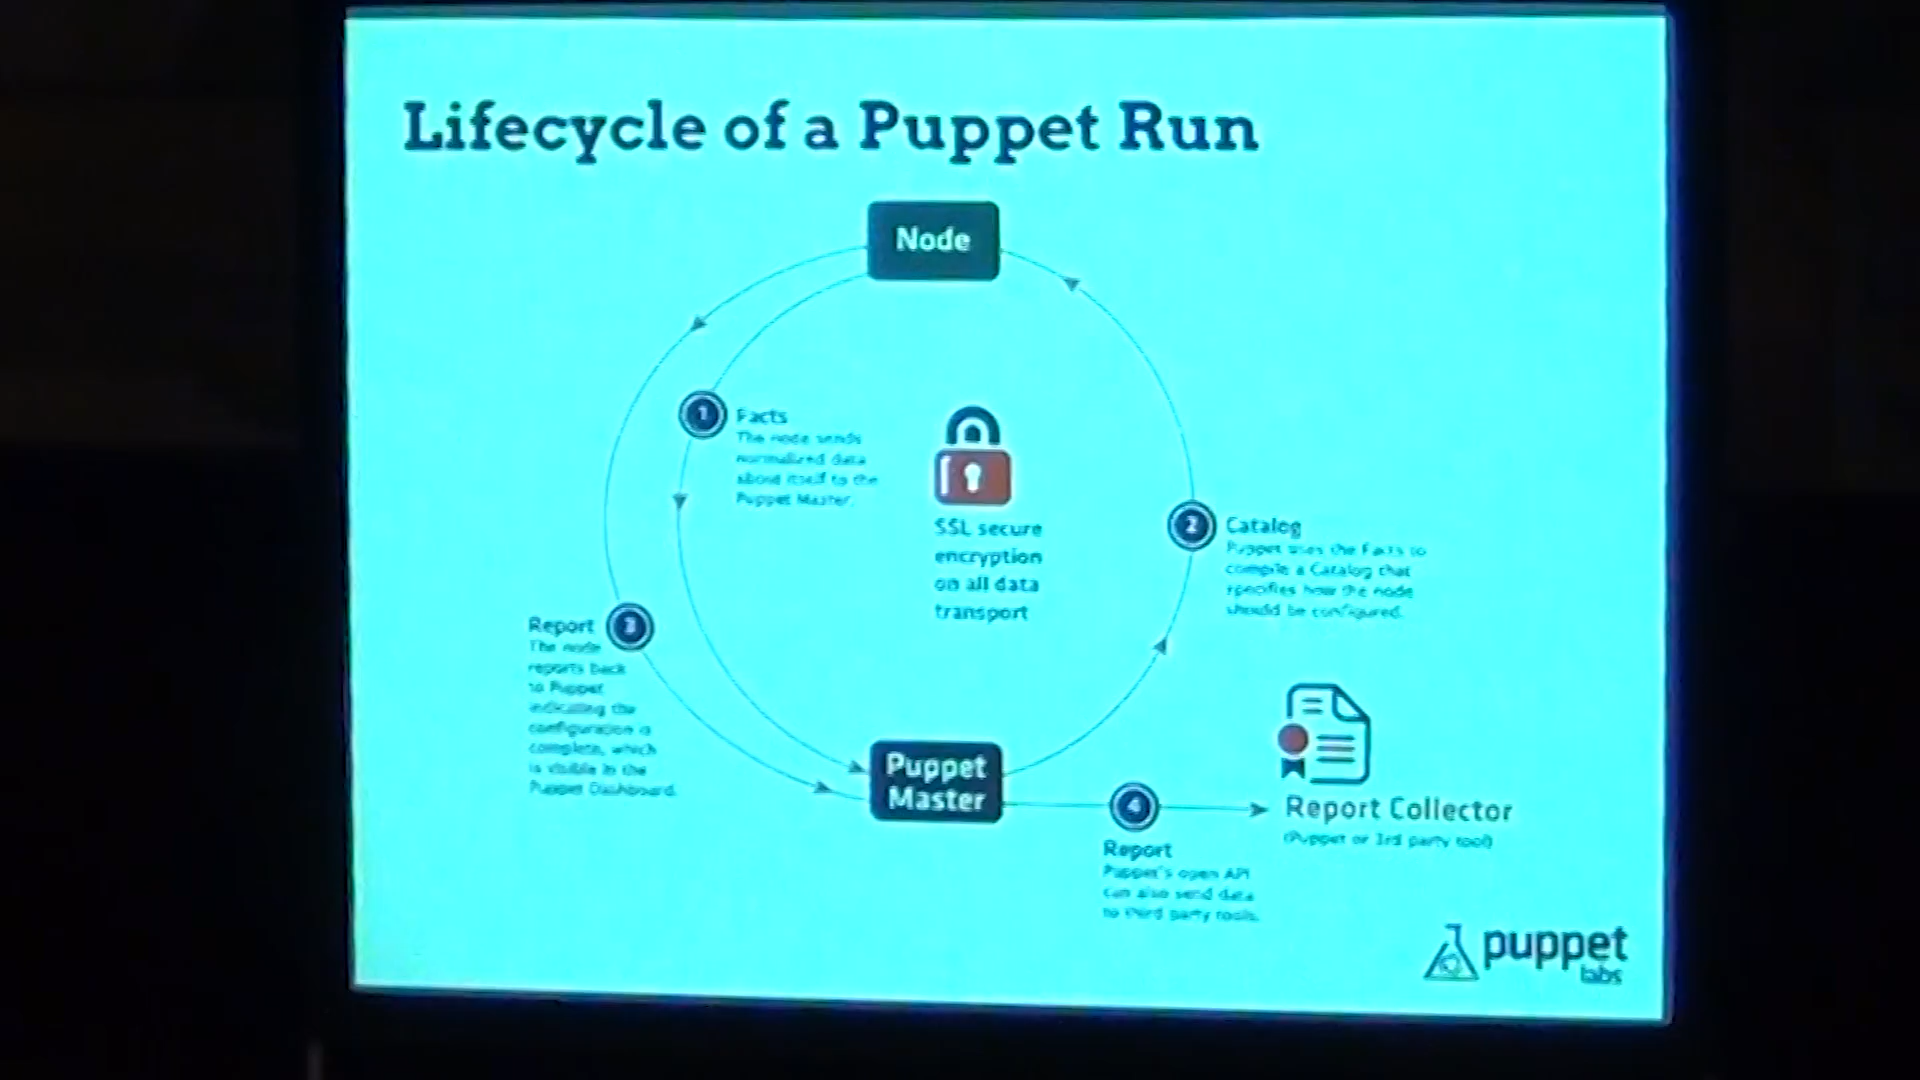 Lifecycle of a Puppet Run
Node
1
Facts
The node sends
normalized data
about itself to the
Puppet Master.
SSL secure
encryption
on all data
transport
2
Catalog
Puppet uses the Facts to
compile a Catalog that
specifies how the node
should be configured.
3
Report
The node
reports back
to Puppet
indicating the
configuration is
complete, which
is visible in the
Puppet Dashboard.
Puppet
Master
4
Report
Puppet's open API
can also send data
to third party tools.
Report Collector
(Puppet or 3rd party tool)
puppet
labs